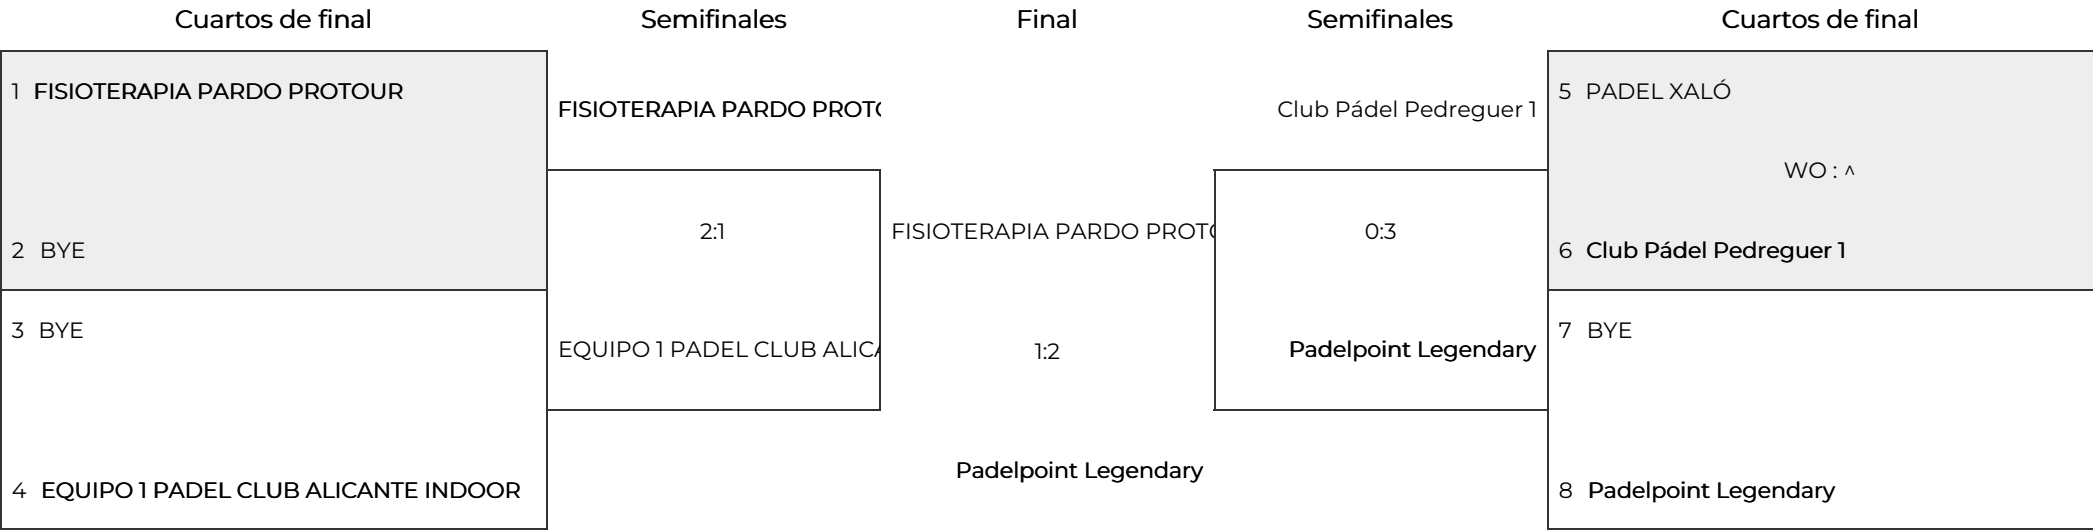 Cuartos de final
Semifinales
Final
Semifinales
Cuartos de final
1 FISIOTERAPIA PARDO PROTOUR
2 BYE
3 BYE
4 EQUIPO 1 PADEL CLUB ALICANTE INDOOR
FISIOTERAPIA PARDO PROTO
2:1
EQUIPO 1 PADEL CLUB ALICA
FISIOTERAPIA PARDO PROTO
1:2
Padelpoint Legendary
Club Pádel Pedreguer 1
0:3
Padelpoint Legendary
5 PADEL XALÓ
WO : ^
6 Club Pádel Pedreguer 1
7 BYE
8 Padelpoint Legendary